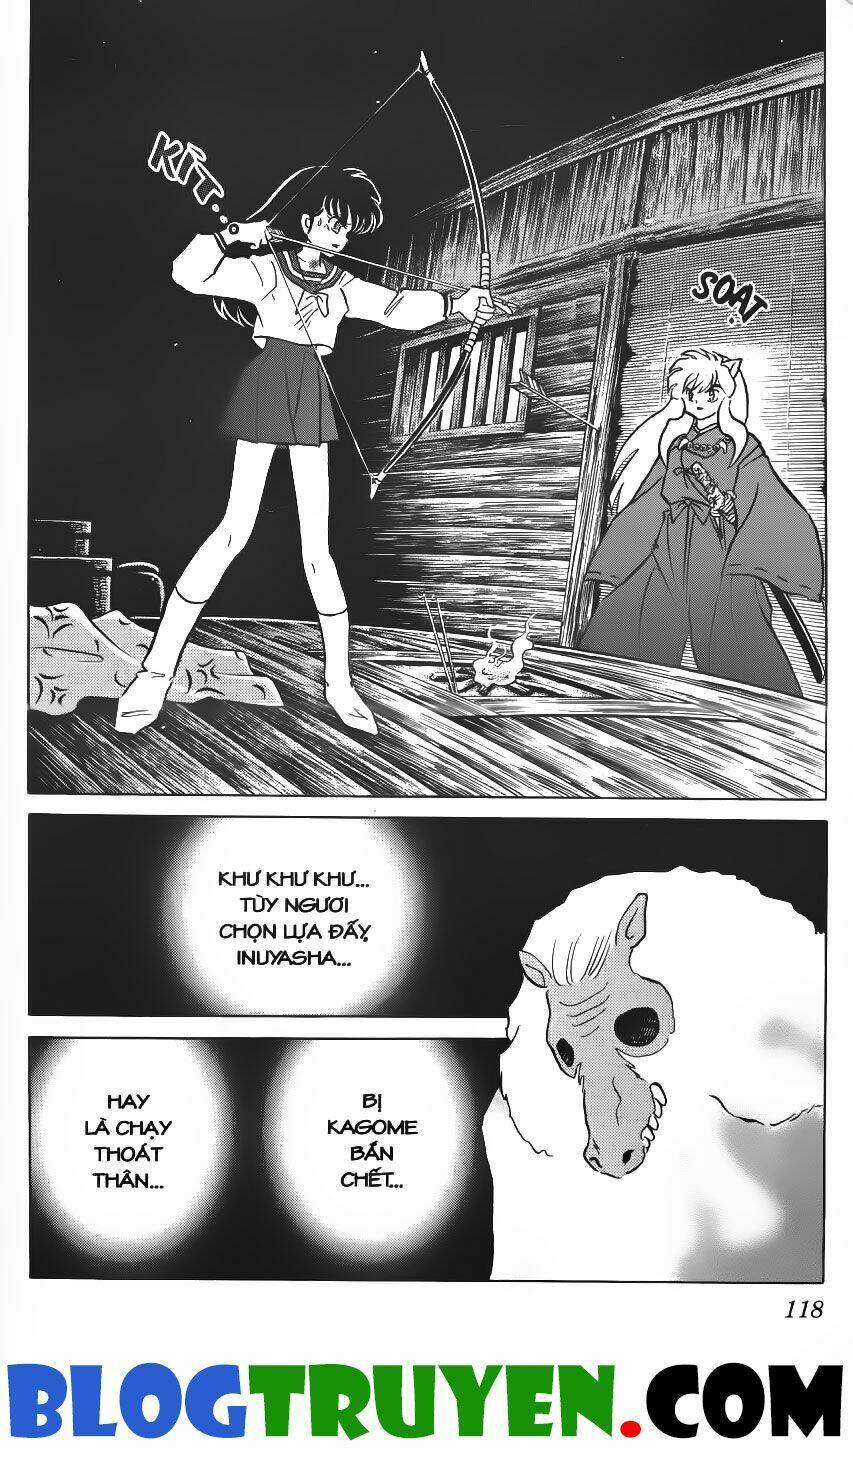 KÍT
SOẠT
KHƯ KHƯ KHƯ...
TÙY NGƯƠI
CHỌN LỰA ĐẤY,
INUYASHA...
BỊ
KAGOME
BẮN
CHẾT...
HAY
LÀ CHẠY
THOÁT
THÂN...
118
BLOGTRUYEN.COM